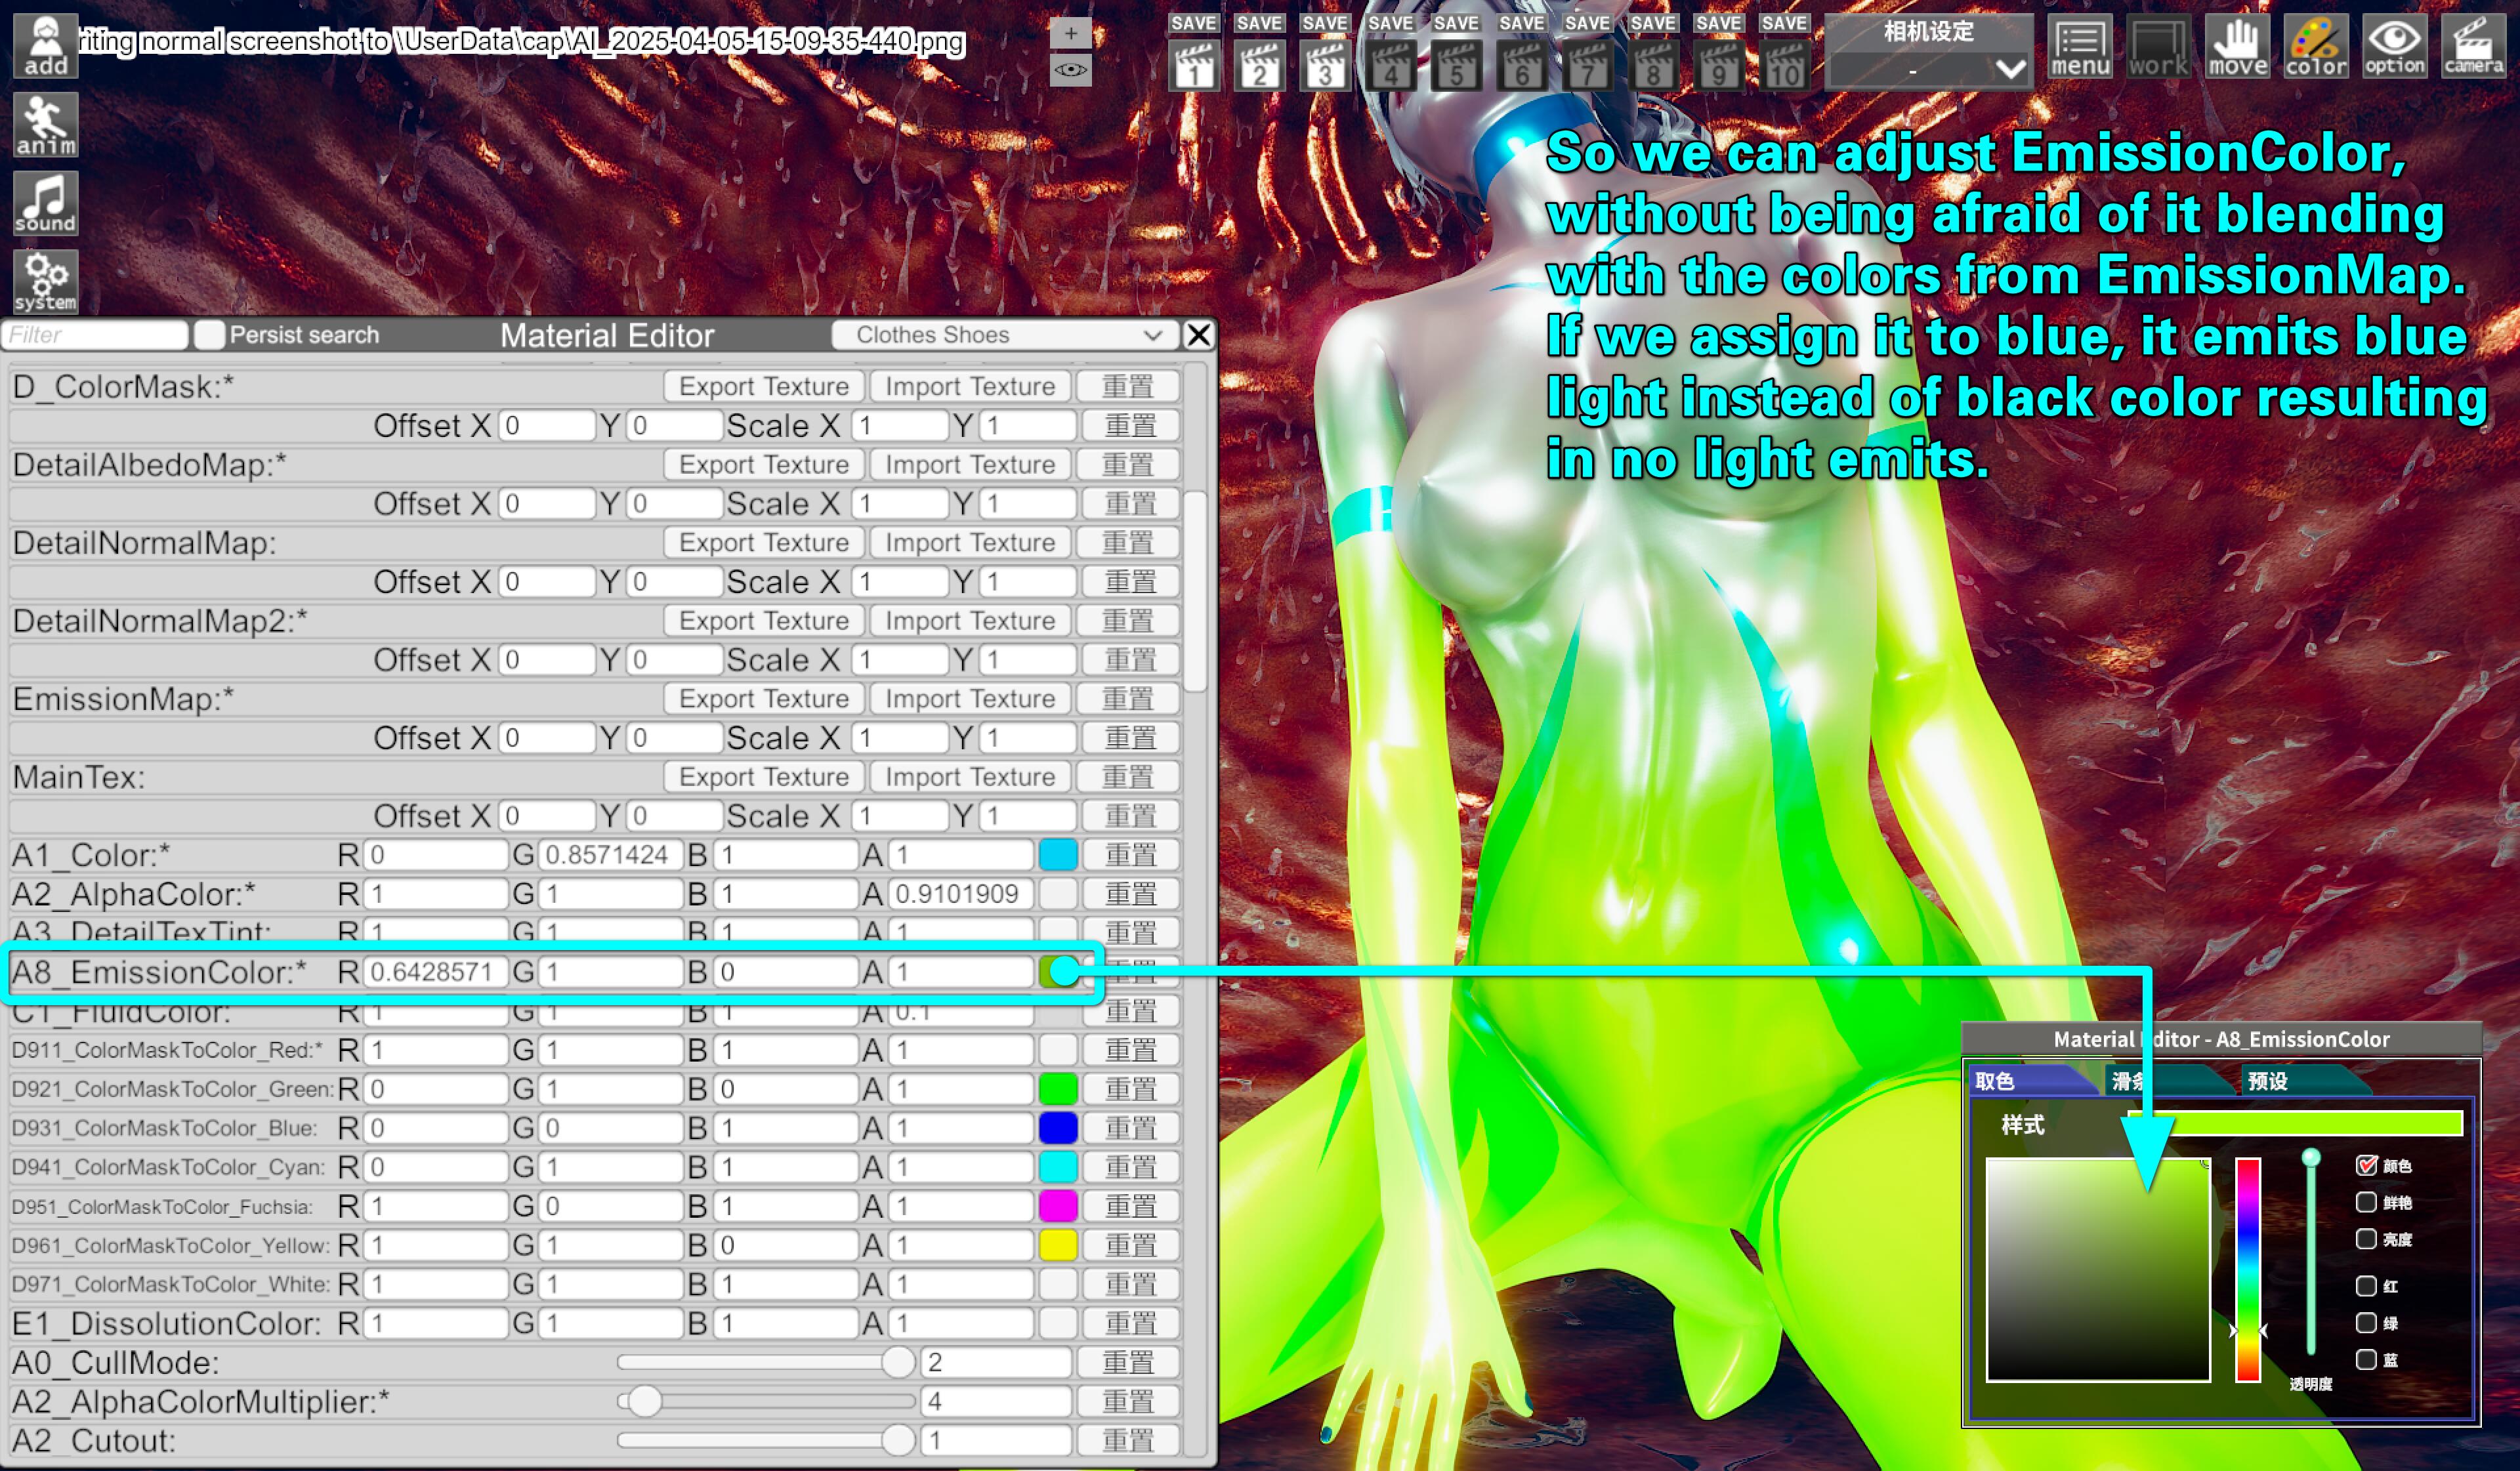 add
riting normal screenshot to \UserData\cap\AI_2025-04-05-15-09-35-440.png
+
SAVE SAVE SAVE SAVE SAVE SAVE SAVE SAVE SAVE SAVE
1 2 3 4 5 6 7 8 9 10
相机设定
-
menu work move color option camera
anim
sound
system
So we can adjust EmissionColor,
without being afraid of it blending
with the colors from EmissionMap.
If we assign it to blue, it emits blue
light instead of black color resulting
in no light emits.
Filter Persist search Material Editor Clothes Shoes X
D_ColorMask:* Export Texture Import Texture 重置
Offset X 0 Y 0 Scale X 1 Y 1 重置
DetailAlbedoMap:* Export Texture Import Texture 重置
Offset X 0 Y 0 Scale X 1 Y 1 重置
DetailNormalMap: Export Texture Import Texture 重置
Offset X 0 Y 0 Scale X 1 Y 1 重置
DetailNormalMap2:* Export Texture Import Texture 重置
Offset X 0 Y 0 Scale X 1 Y 1 重置
EmissionMap:* Export Texture Import Texture 重置
Offset X 0 Y 0 Scale X 1 Y 1 重置
MainTex: Export Texture Import Texture 重置
Offset X 0 Y 0 Scale X 1 Y 1 重置
A1_Color:* R 0 G 0.8571424 B 1 A 1 重置
A2_AlphaColor:* R 1 G 1 B 1 A 0.9101909 重置
A3_DetailTexTint: R 1 G 1 B 1 A 1 重置
A8_EmissionColor:* R 0.6428571 G 1 B 0 A 1 重置
C1_FluidColor: R 1 G 1 B 1 A 0.1 重置
D911_ColorMaskToColor_Red:* R 1 G 1 B 1 A 1 重置
D921_ColorMaskToColor_Green: R 0 G 1 B 0 A 1 重置
D931_ColorMaskToColor_Blue: R 0 G 0 B 1 A 1 重置
D941_ColorMaskToColor_Cyan: R 0 G 1 B 1 A 1 重置
D951_ColorMaskToColor_Fuchsia: R 1 G 0 B 1 A 1 重置
D961_ColorMaskToColor_Yellow: R 1 G 1 B 0 A 1 重置
D971_ColorMaskToColor_White: R 1 G 1 B 1 A 1 重置
E1_DissolutionColor: R 1 G 1 B 1 A 1 重置
A0_CullMode: 2 重置
A2_AlphaColorMultiplier:* 4 重置
A2_Cutout: 1 重置
Material Editor - A8_EmissionColor
取色 滑条 预设
样式
颜色
鲜艳
亮度
红
绿
蓝
透明度